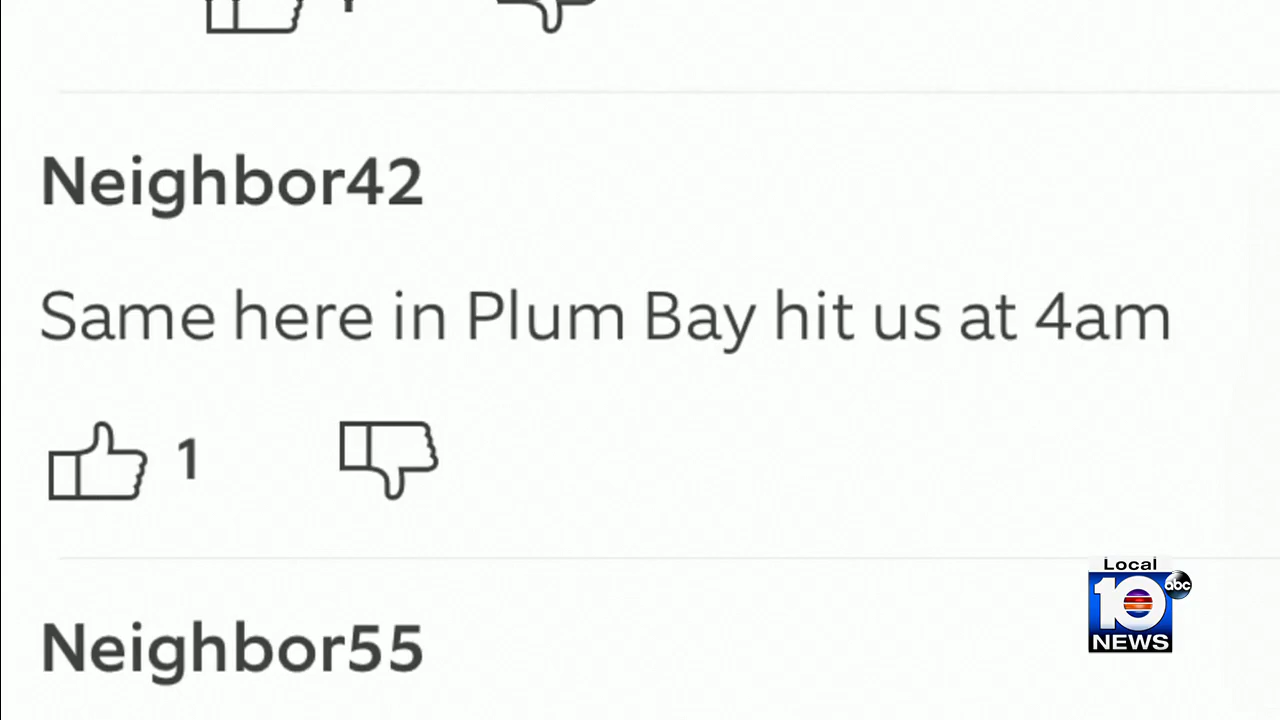 Neighbor42
Same here in Plum Bay hit us at 4am
1
Local
10 abc
NEWS
Neighbor55